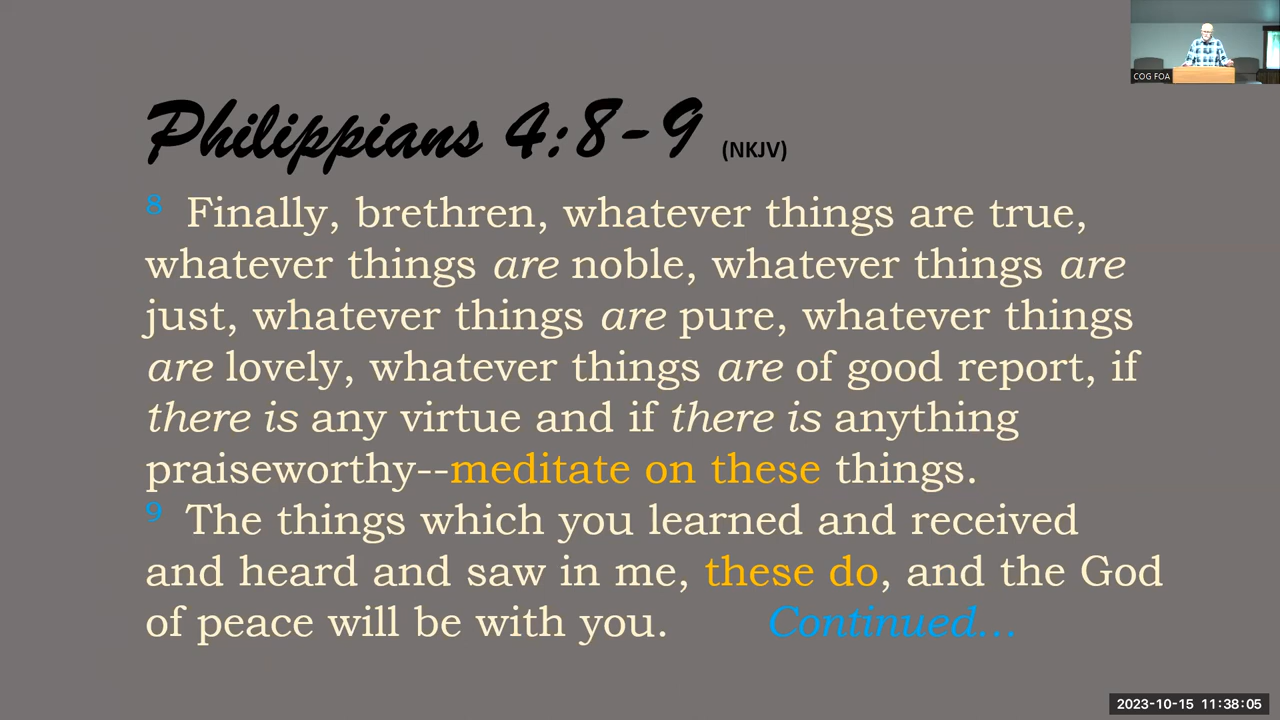 COG FOA
Philippians 4:8-9 (NKJV)
8 Finally, brethren, whatever things are true,
whatever things are noble, whatever things are
just, whatever things are pure, whatever things
are lovely, whatever things are of good report, if
there is any virtue and if there is anything
praiseworthy--meditate on these things.
9 The things which you learned and received
and heard and saw in me, these do, and the God
of peace will be with you. Continued...
2023-10-15 11:38:05